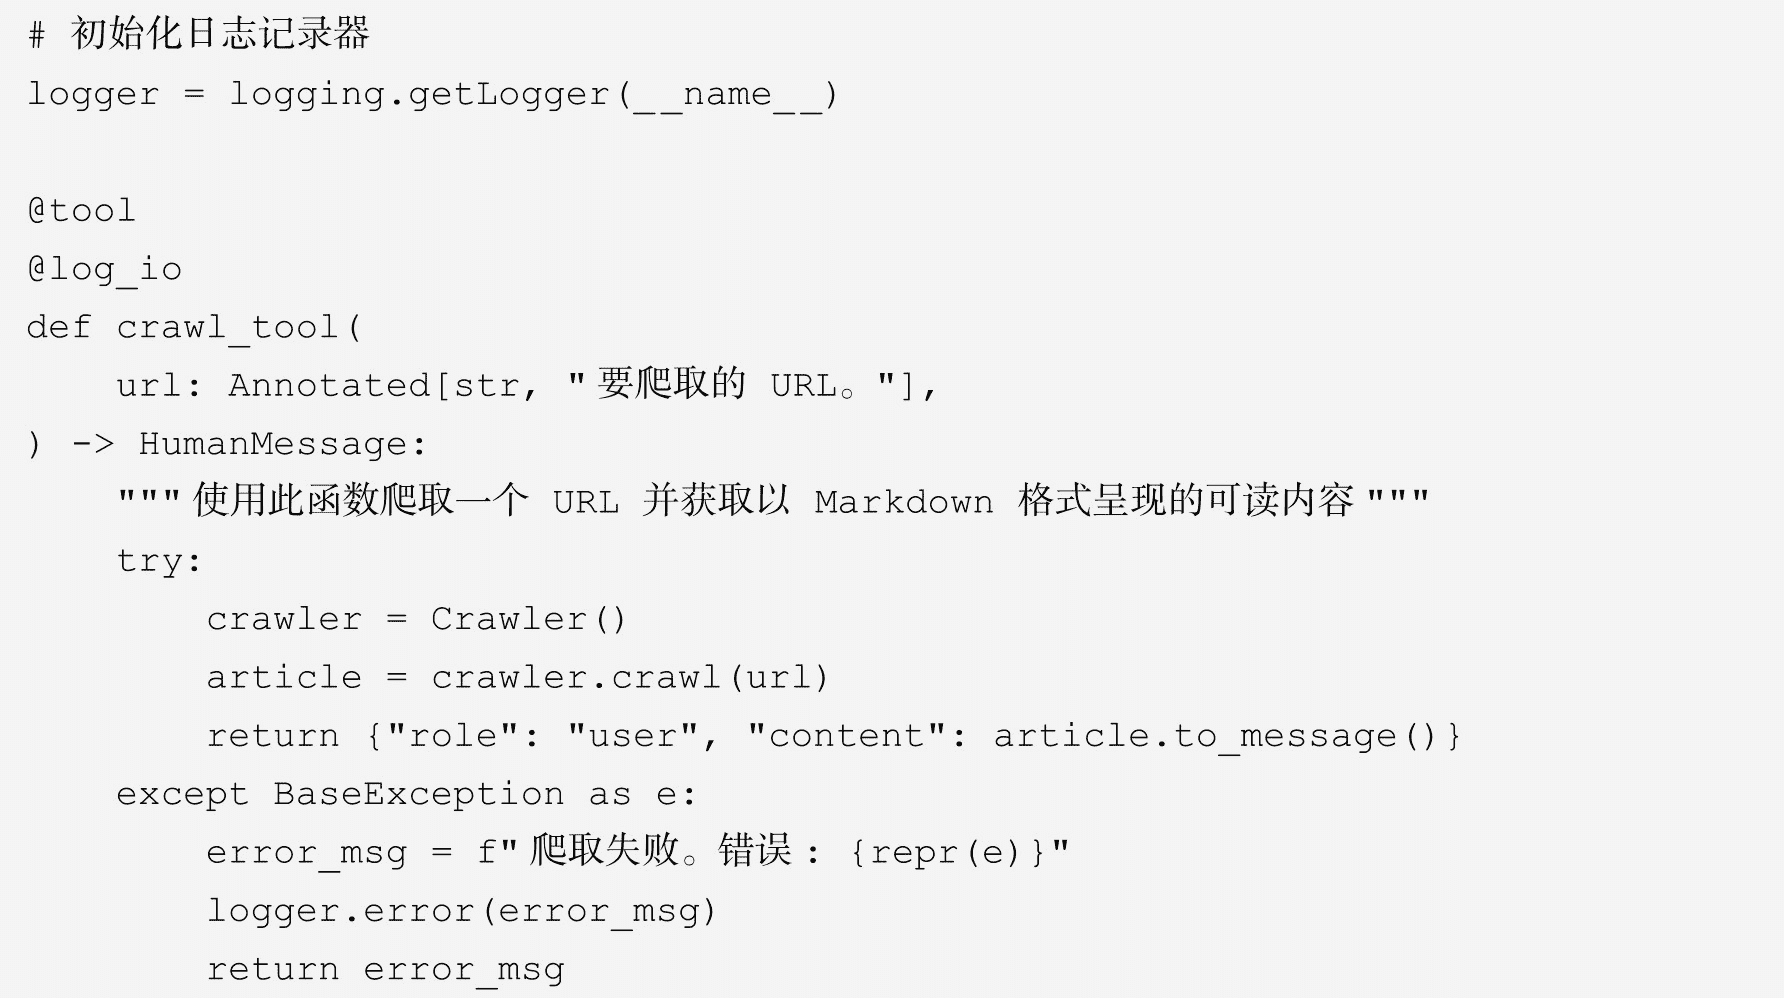 # 初始化日志记录器
logger = logging.getLogger(__name__)
@tool
@log_io
def crawl_tool(
    url: Annotated[str, "要爬取的 URL。"],
) -> HumanMessage:
    """使用此函数爬取一个 URL 并获取以 Markdown 格式呈现的可读内容"""
    try:
        crawler = Crawler()
        article = crawler.crawl(url)
        return {"role": "user", "content": article.to_message()}
    except BaseException as e:
        error_msg = f"爬取失败。错误: {repr(e)}"
        logger.error(error_msg)
        return error_msg